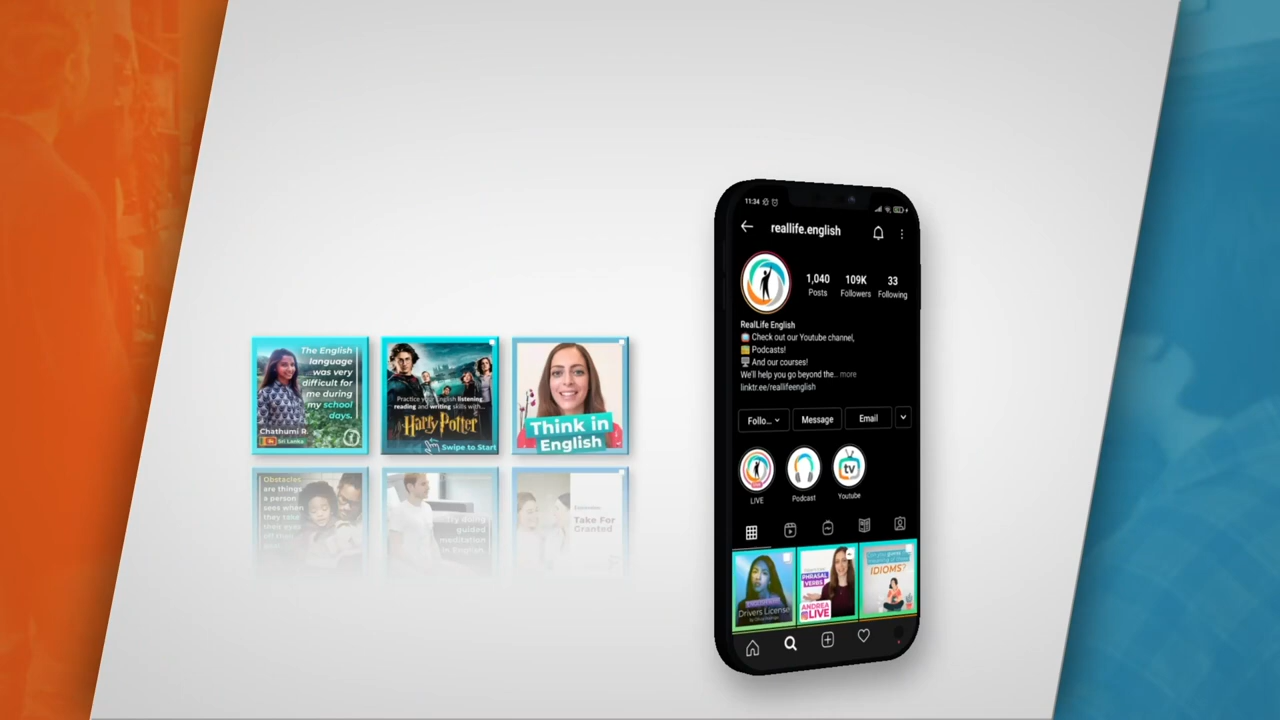 The English
language
was very
difficult for
me during
my school
days.
Chathumi R.
Sri Lanka
Practice your English listening,
reading and writing skills with...
Harry Potter
Swipe to Start
Think in
English
Obstacles
are things
a person
sees when
they take
guided
meditation
in English
Take For
Granted
11:34
reallife.english
1,040
Posts
109K
Followers
33
Following
RealLife English
Check out our Youtube channel,
Podcasts!
And our courses!
We'll help you go beyond the... more
linktr.ee/reallifeenglish
Follo...
Message
Email
LIVE
Podcast
tv
Youtube
Drivers License
PHRASAL
VERBS
ANDREA
LIVE
IDIOMS?